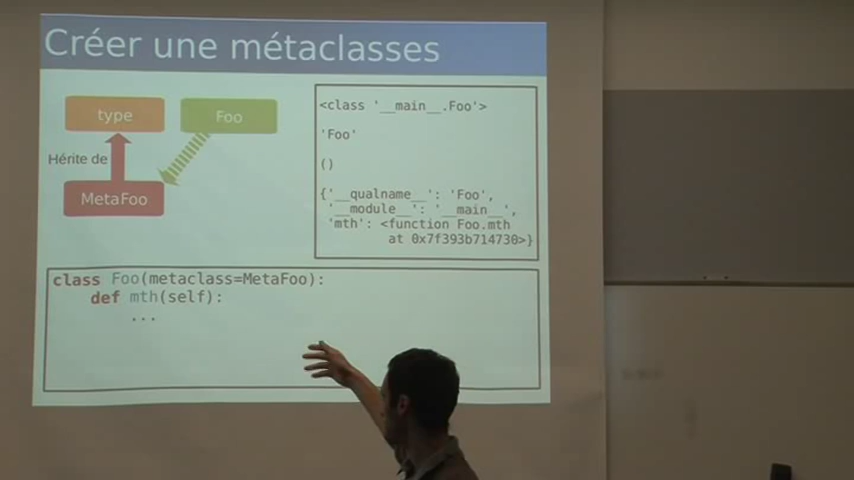 Créer une métaclasses
type
Foo
Hérite de
MetaFoo
<class '__main__.Foo'>
'Foo'
()
{'__qualname__': 'Foo',
'__module__': '__main__',
'mth': <function Foo.mth
at 0x7f393b714730>}
class Foo(metaclass=MetaFoo):
def mth(self):
...